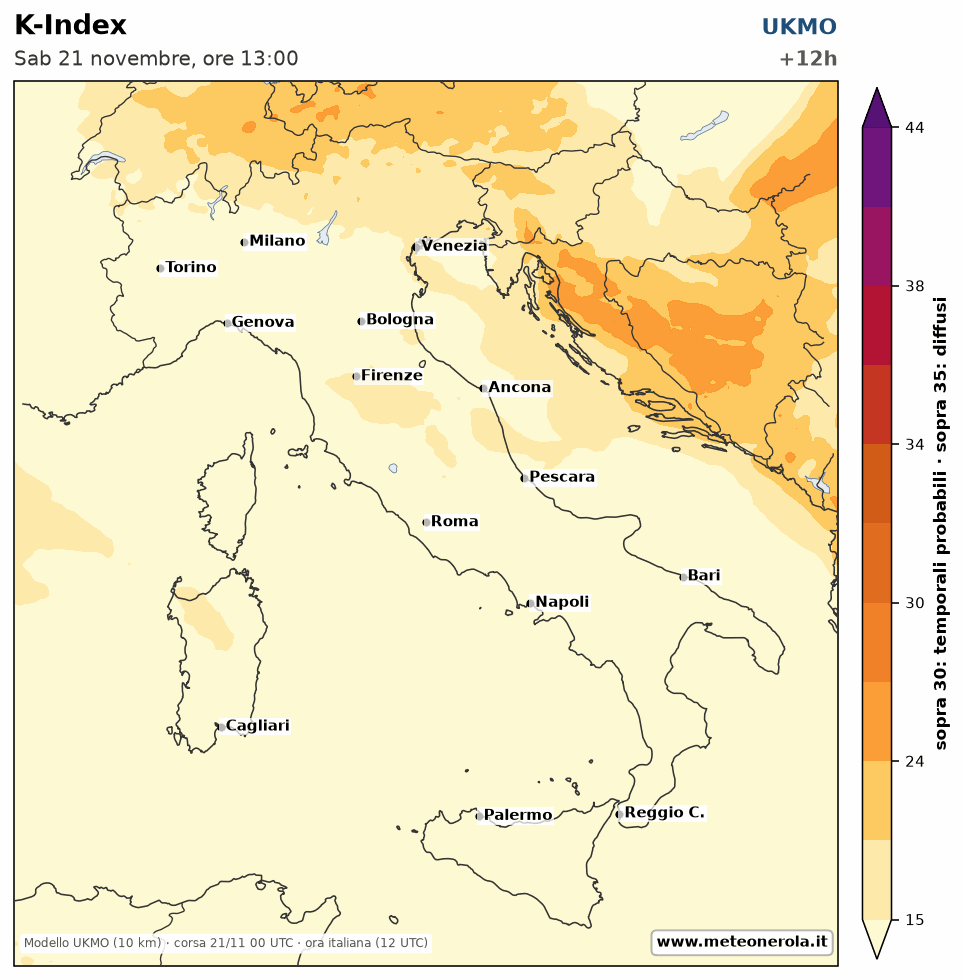 K-Index
UKMO
Sab 21 novembre, ore 13:00
+12h
44
38
34
30
24
15
sopra 30: temporali probabili · sopra 35: diffusi
Milano
Venezia
Torino
Genova
Bologna
Firenze
Ancona
Pescara
Roma
Bari
Napoli
Cagliari
Palermo
Reggio C.
Modello UKMO (10 km) · corsa 21/11 00 UTC · ora italiana (12 UTC)
www.meteonerola.it